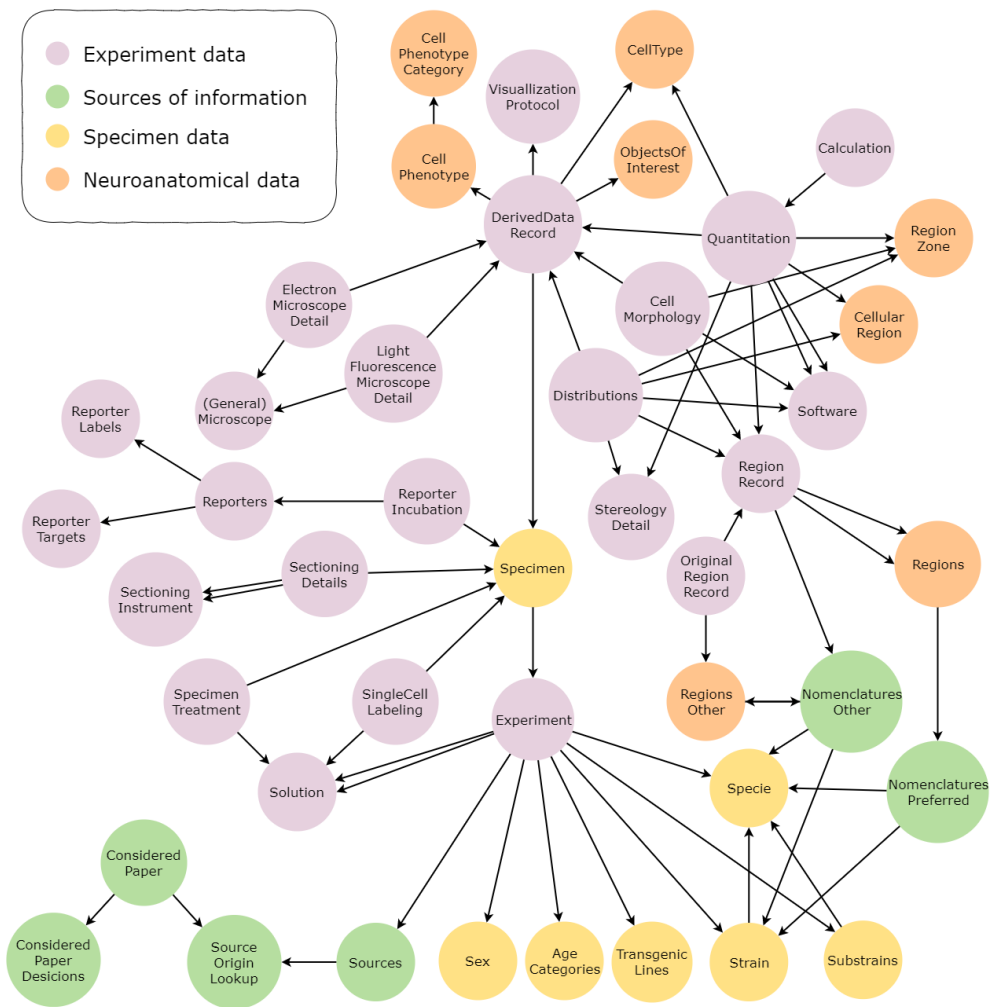 Experiment data
Sources of information
Specimen data
Neuroanatomical data
Cell
Phenotype
Category
CellType
Visuallization
Protocol
Calculation
Cell
Phenotype
ObjectsOf
Interest
DerivedData
Record
Quantitation
Region
Zone
Electron
Microscope
Detail
Cell
Morphology
Cellular
Region
Light
Fluorescence
Microscope
Detail
(General)
Microscope
Distributions
Software
Reporter
Labels
Region
Record
Reporters
Reporter
Incubation
Stereology
Detail
Reporter
Targets
Specimen
Sectioning
Details
Original
Region
Record
Regions
Sectioning
Instrument
Specimen
Treatment
SingleCell
Labeling
Experiment
Regions
Other
Nomenclatures
Other
Solution
Specie
Nomenclatures
Preferred
Considered
Paper
Considered
Paper
Desicions
Source
Origin
Lookup
Sources
Sex
Age
Categories
Transgenic
Lines
Strain
Substrains